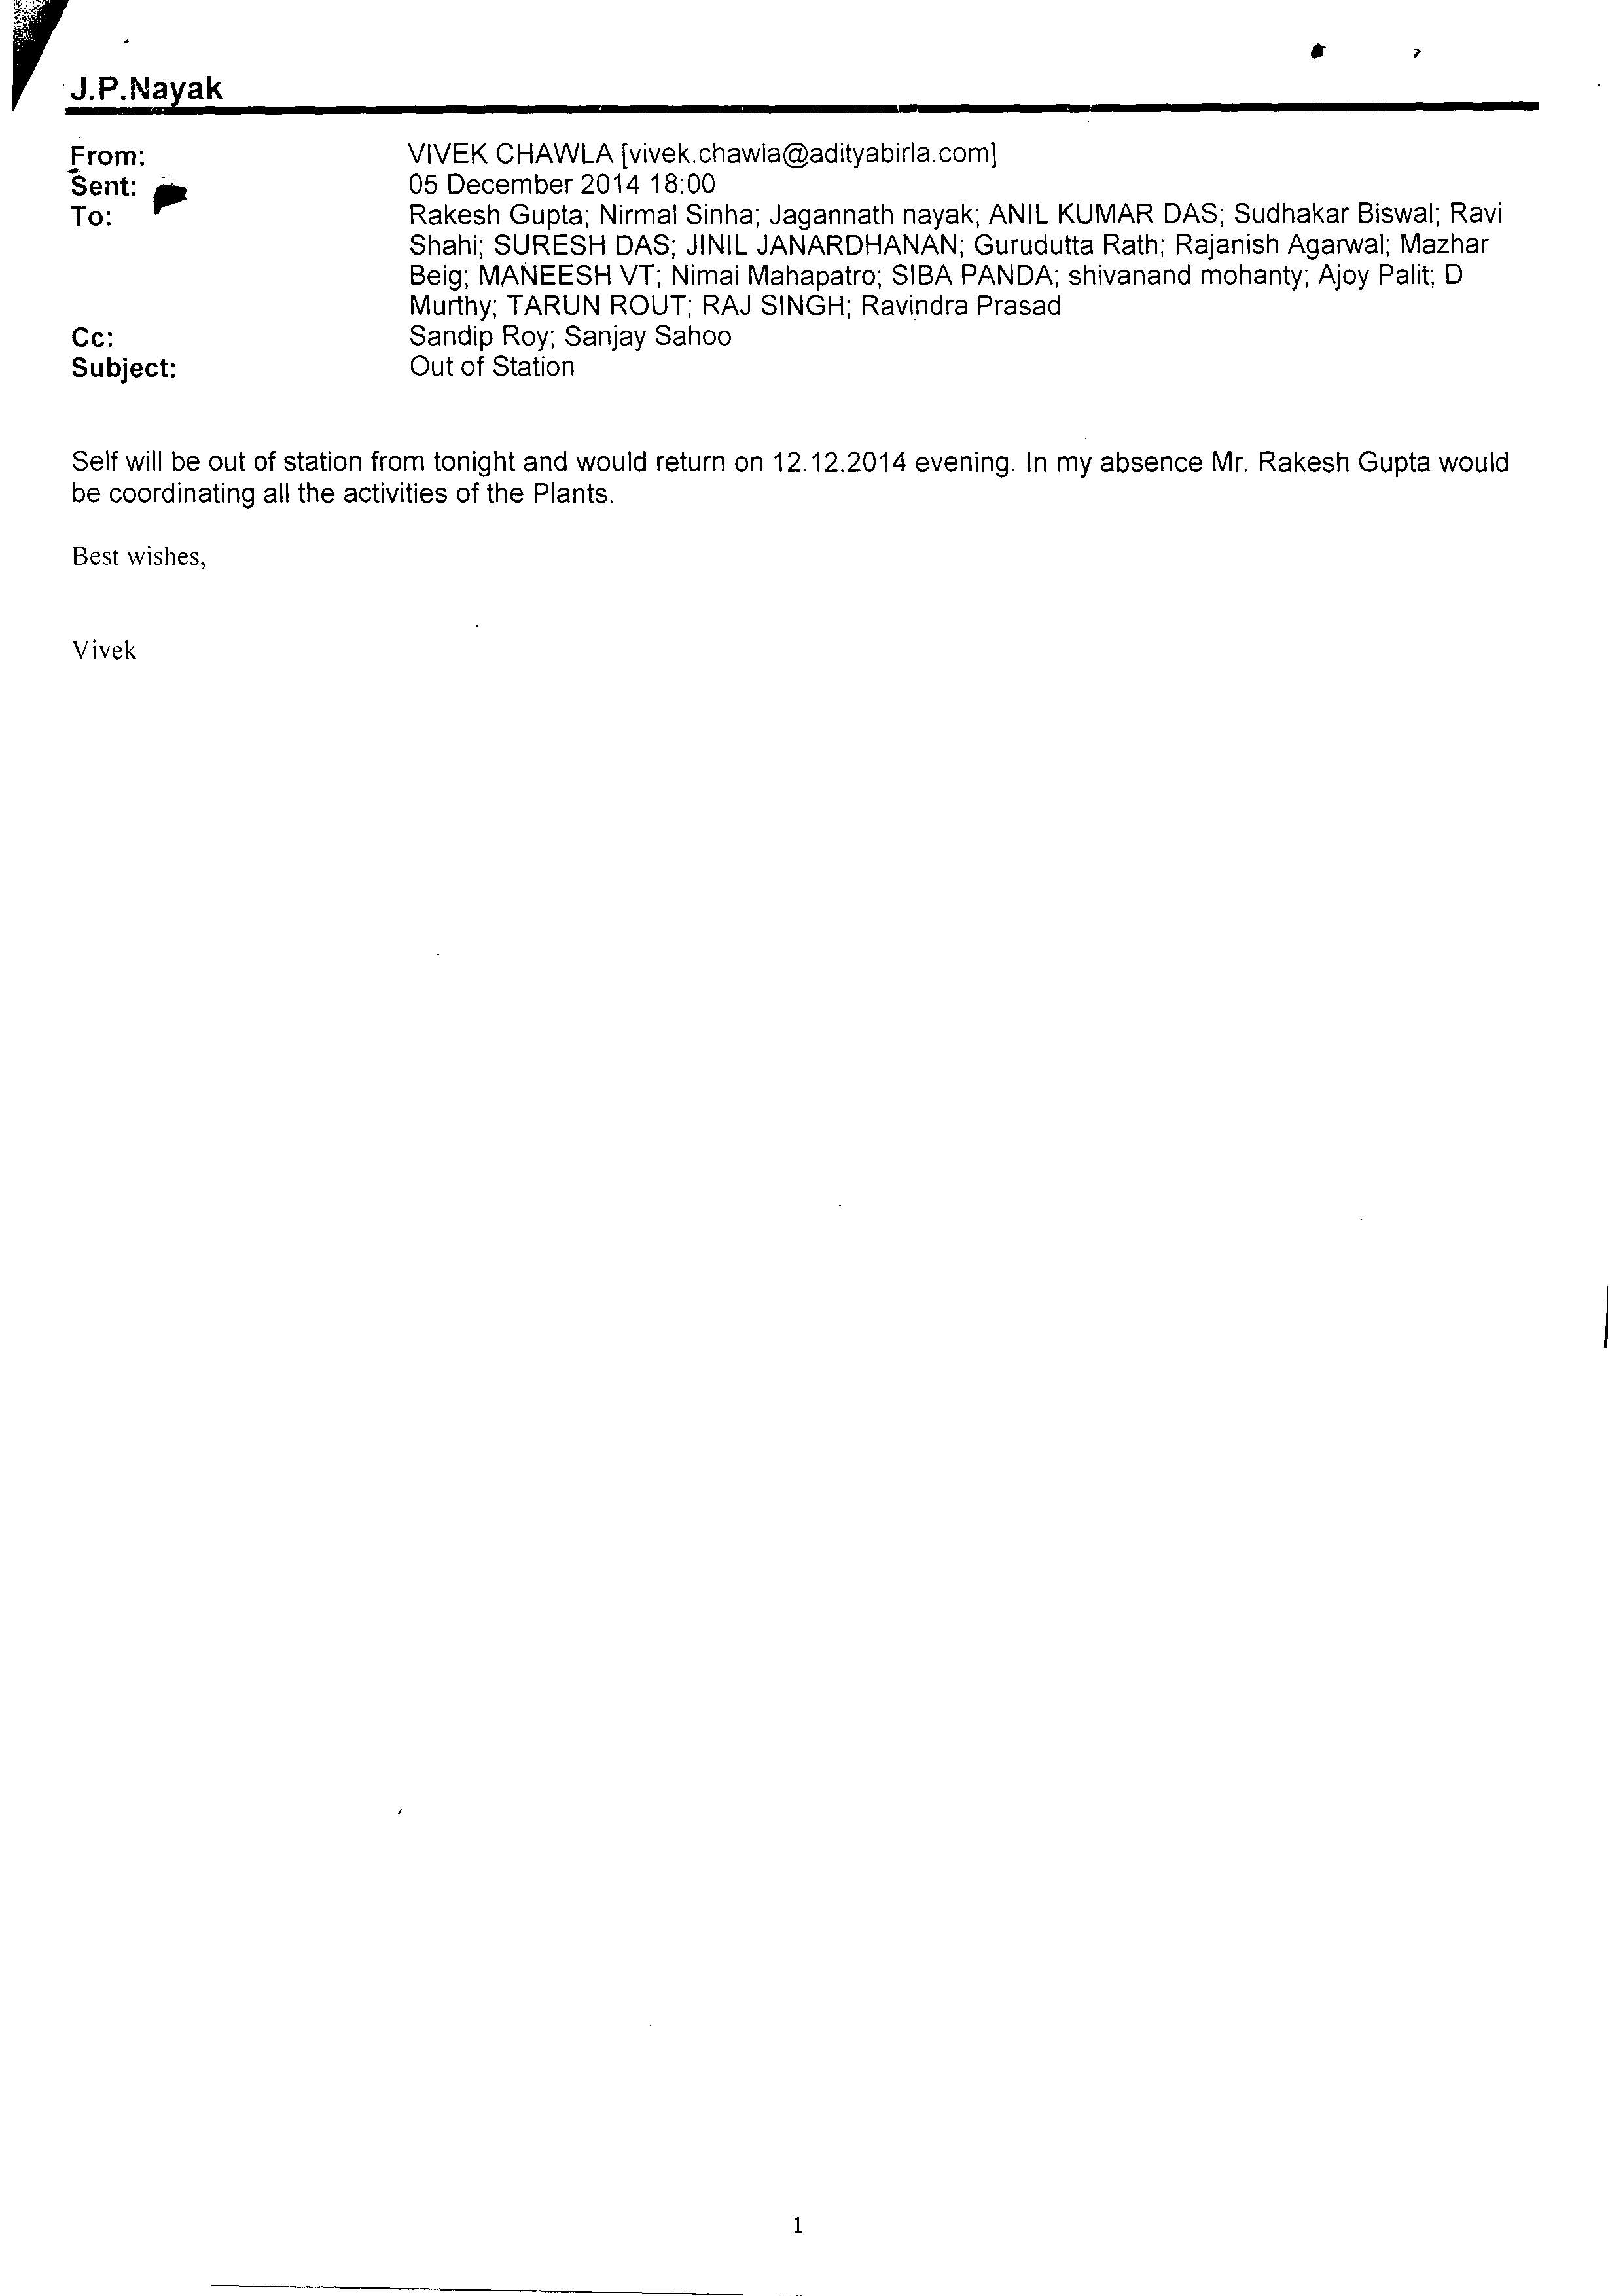 J.P.Nayak
From: VIVEK CHAWLA [vivek.chawla@adityabirla.com]
Sent: 05 December 2014 18:00
To: Rakesh Gupta; Nirmal Sinha; Jagannath nayak; ANIL KUMAR DAS; Sudhakar Biswal; Ravi
Shahi; SURESH DAS; JINIL JANARDHANAN; Gurudutta Rath; Rajanish Agarwal; Mazhar
Beig; MANEESH VT; Nimai Mahapatro; SIBA PANDA; shivanand mohanty; Ajoy Palit; D
Murthy; TARUN ROUT; RAJ SINGH; Ravindra Prasad
Cc: Sandip Roy; Sanjay Sahoo
Subject: Out of Station
Self will be out of station from tonight and would return on 12.12.2014 evening. In my absence Mr. Rakesh Gupta would
be coordinating all the activities of the Plants.
Best wishes,
Vivek
1